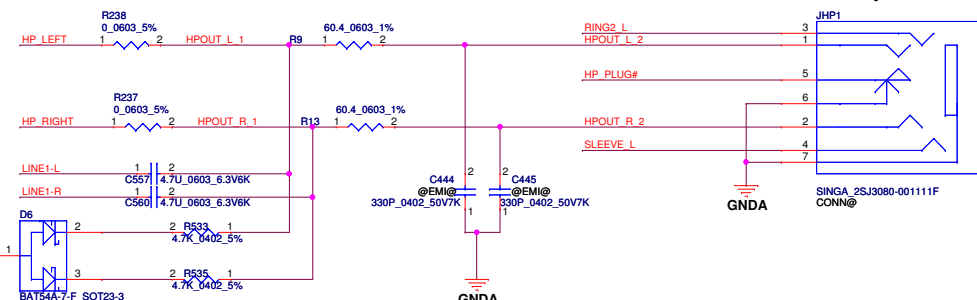 JHP1
R238
0_0603_5%
60.4_0603_1%
HP_LEFT 1 2 HPOUT_L_1 R9 1 2
RING2_L 3
HPOUT_L_2 1
HP_PLUG# 5
6
R237
0_0603_5%
60.4_0603_1%
HP_RIGHT 1 2 HPOUT_R_1 R13 1 2
HPOUT_R_2 2
SLEEVE_L 4
7
LINE1-L 1 2
C557 4.7U_0603_6.3V6K
LINE1-R 1 2
C560 4.7U_0603_6.3V6K
2 2
C444 C445
@EMI@ @EMI@
330P_0402_50V7K 330P_0402_50V7K
1 1
GNDA
SINGA_2SJ3080-001111F
CONN@
D6
2 2 R533 1
4.7K_0402_5%
1
3 2 R535 1
4.7K_0402_5%
BAT54A-7-F_SOT23-3
GNDA